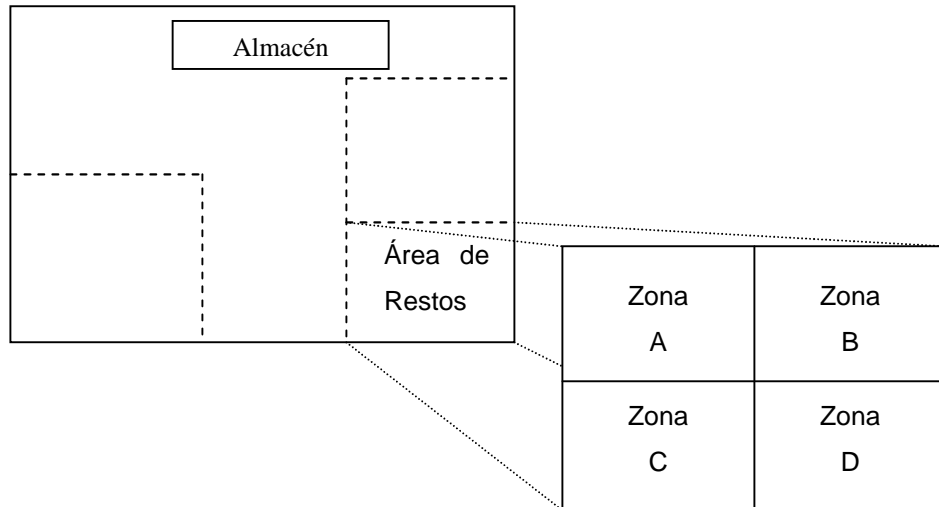 Almacén
Área de
Restos
Zona
A
Zona
B
Zona
C
Zona
D